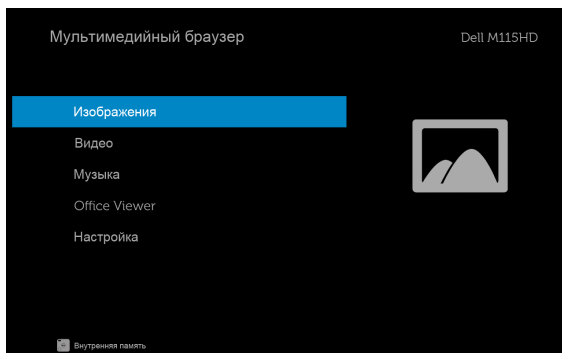 Мультимедийный браузер
Dell M115HD
Изображения
Видео
Музыка
Office Viewer
Настройка
Внутренняя память